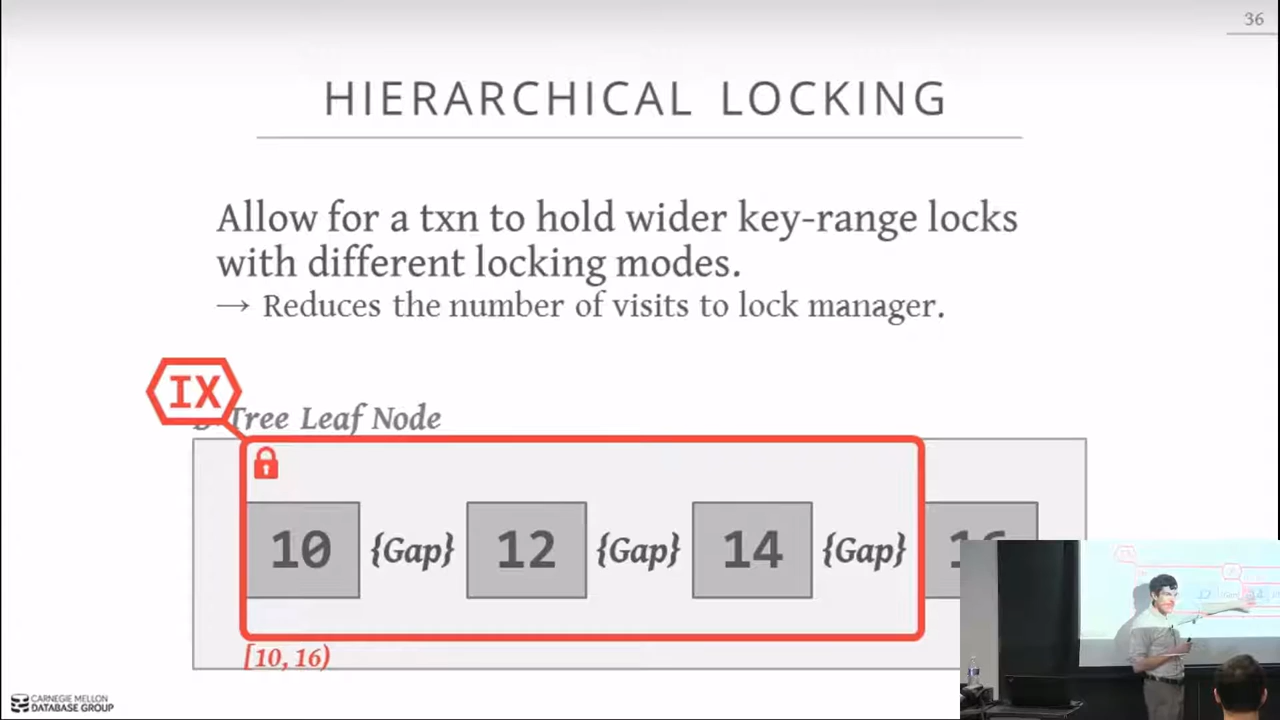 36
HIERARCHICAL LOCKING
Allow for a txn to hold wider key-range locks
with different locking modes.
→ Reduces the number of visits to lock manager.
IX
Tree Leaf Node
10 {Gap} 12 {Gap} 14 {Gap}
[10, 16)
CARNEGIE MELLON
DATABASE GROUP